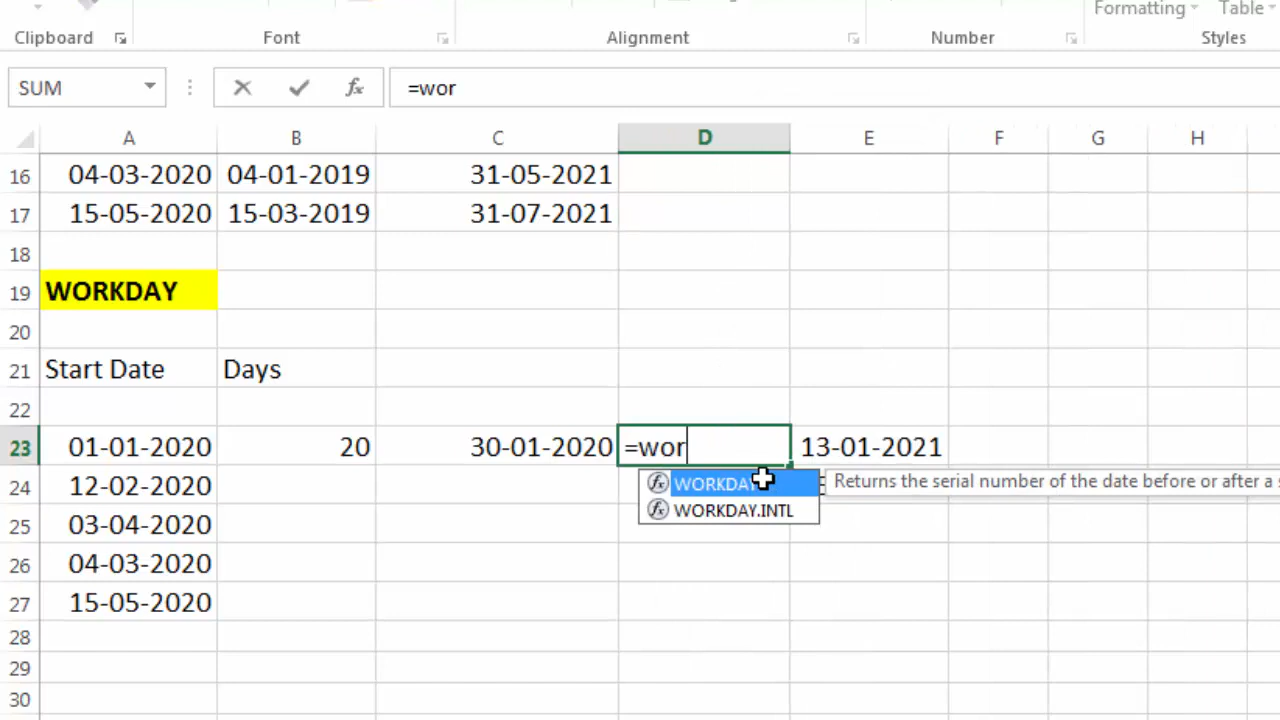 Formatting Table
Clipboard Font Alignment Number Styles
SUM fx =wor
A B C D E F G H
16 04-03-2020 04-01-2019 31-05-2021
17 15-05-2020 15-03-2019 31-07-2021
18
19 WORKDAY
20
21 Start Date Days
22
23 01-01-2020 20 30-01-2020 =wor 13-01-2021
fx WORKDAY Returns the serial number of the date before or after a s
24 12-02-2020
fx WORKDAY.INTL
25 03-04-2020
26 04-03-2020
27 15-05-2020
28
29
30